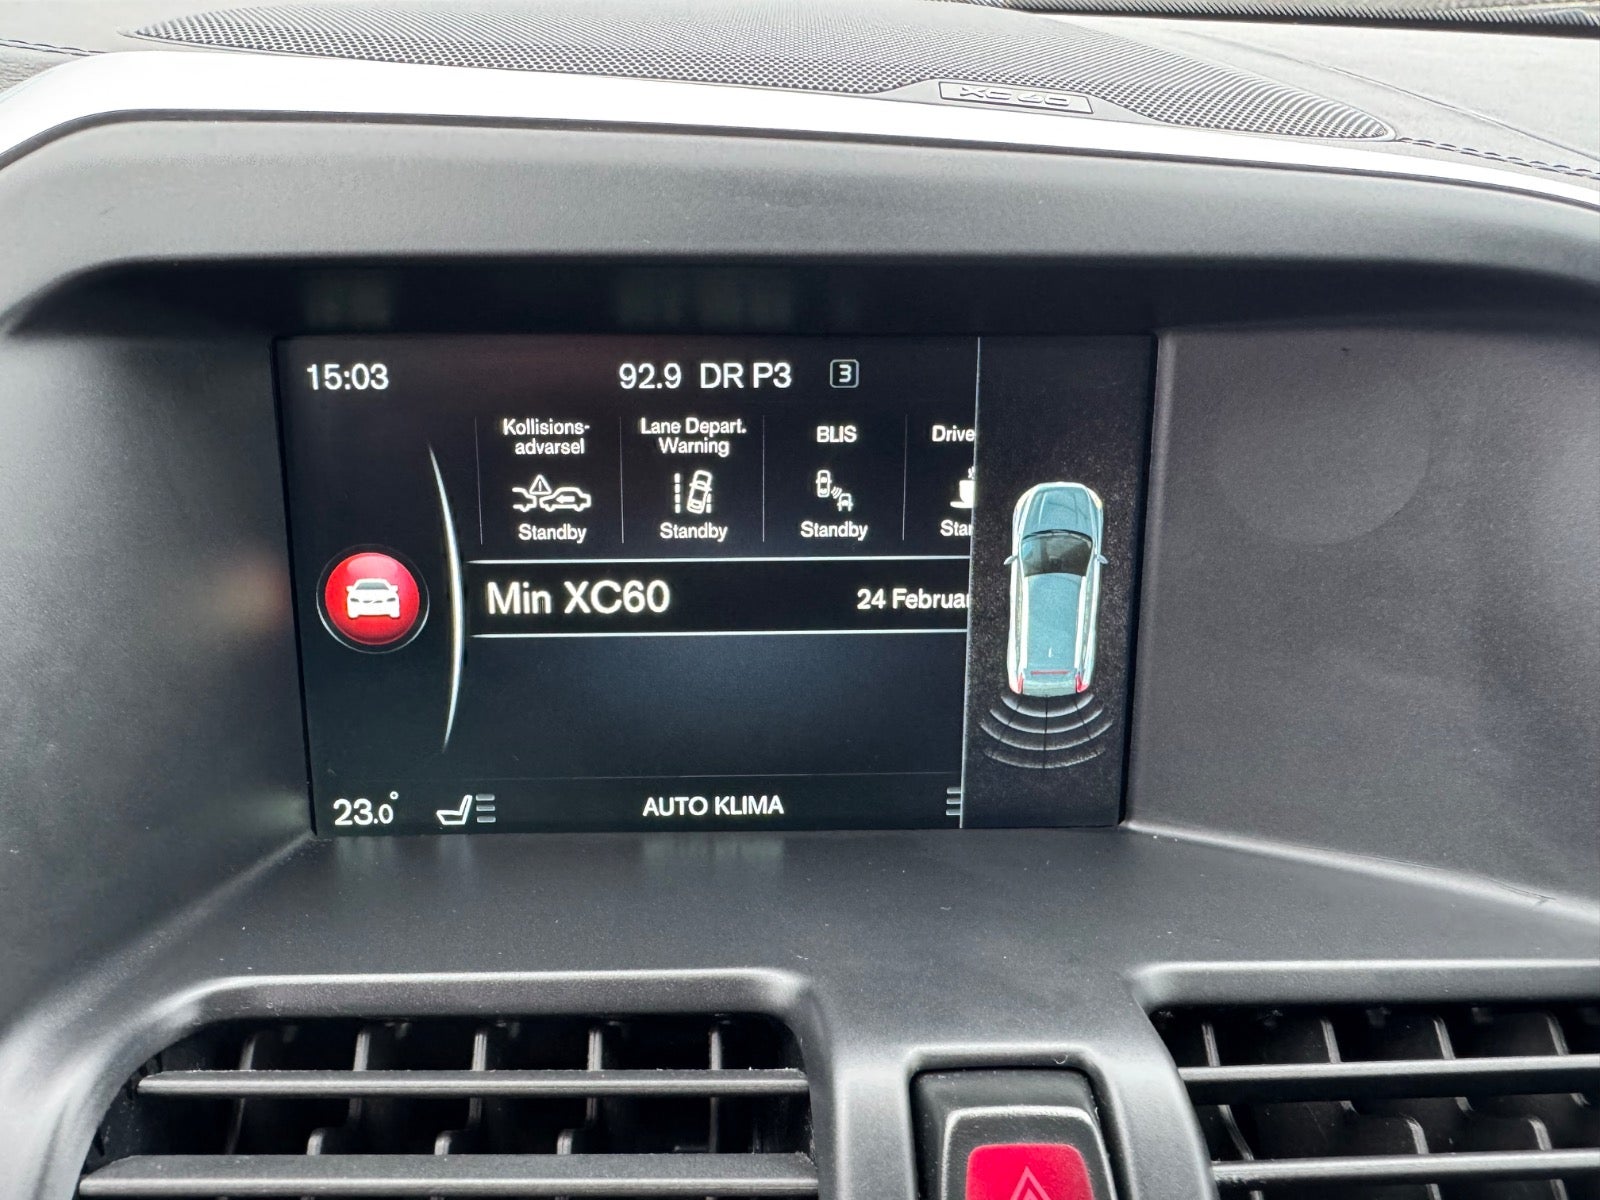 XC60
15:03
92.9 DR P3 3
Kollisions-
advarsel
Standby
Lane Depart.
Warning
Standby
BLIS
Standby
Drive
Stan
Min XC60
24 Februar
23.0°
AUTO KLIMA